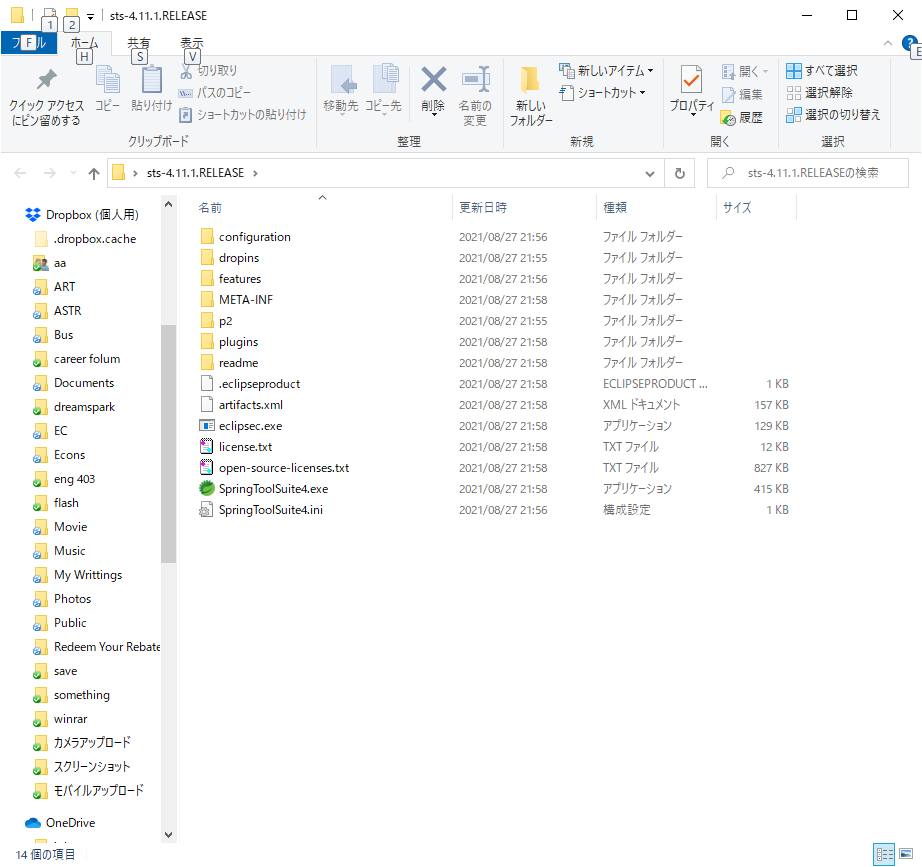 sts-4.11.1.RELEASE
1 2
ファイル ホーム 共有 表示
F H S V E
クイック アクセス
にピン留めする
コピー
貼り付け
切り取り
パスのコピー
ショートカットの貼り付け
クリップボード
移動先
コピー先
削除
名前の
変更
整理
新しい
フォルダー
新しいアイテム
ショートカット
新規
プロパティ
開く
編集
履歴
開く
すべて選択
選択解除
選択の切り替え
選択
sts-4.11.1.RELEASE
sts-4.11.1.RELEASEの検索
Dropbox (個人用)
.dropbox.cache
aa
ART
ASTR
Bus
career folum
Documents
dreamspark
EC
Econs
eng 403
flash
Movie
Music
My Writtings
Photos
Public
Redeem Your Rebate
save
something
winrar
カメラアップロード
スクリーンショット
モバイルアップロード
OneDrive
名前 更新日時 種類 サイズ
configuration 2021/08/27 21:56 ファイル フォルダー
dropins 2021/08/27 21:55 ファイル フォルダー
features 2021/08/27 21:56 ファイル フォルダー
META-INF 2021/08/27 21:58 ファイル フォルダー
p2 2021/08/27 21:55 ファイル フォルダー
plugins 2021/08/27 21:58 ファイル フォルダー
readme 2021/08/27 21:58 ファイル フォルダー
.eclipseproduct 2021/08/27 21:58 ECLIPSEPRODUCT ... 1 KB
artifacts.xml 2021/08/27 21:58 XML ドキュメント 157 KB
eclipsec.exe 2021/08/27 21:58 アプリケーション 129 KB
license.txt 2021/08/27 21:58 TXT ファイル 12 KB
open-source-licenses.txt 2021/08/27 21:58 TXT ファイル 827 KB
SpringToolSuite4.exe 2021/08/27 21:58 アプリケーション 415 KB
SpringToolSuite4.ini 2021/08/27 21:56 構成設定 1 KB
14 個の項目